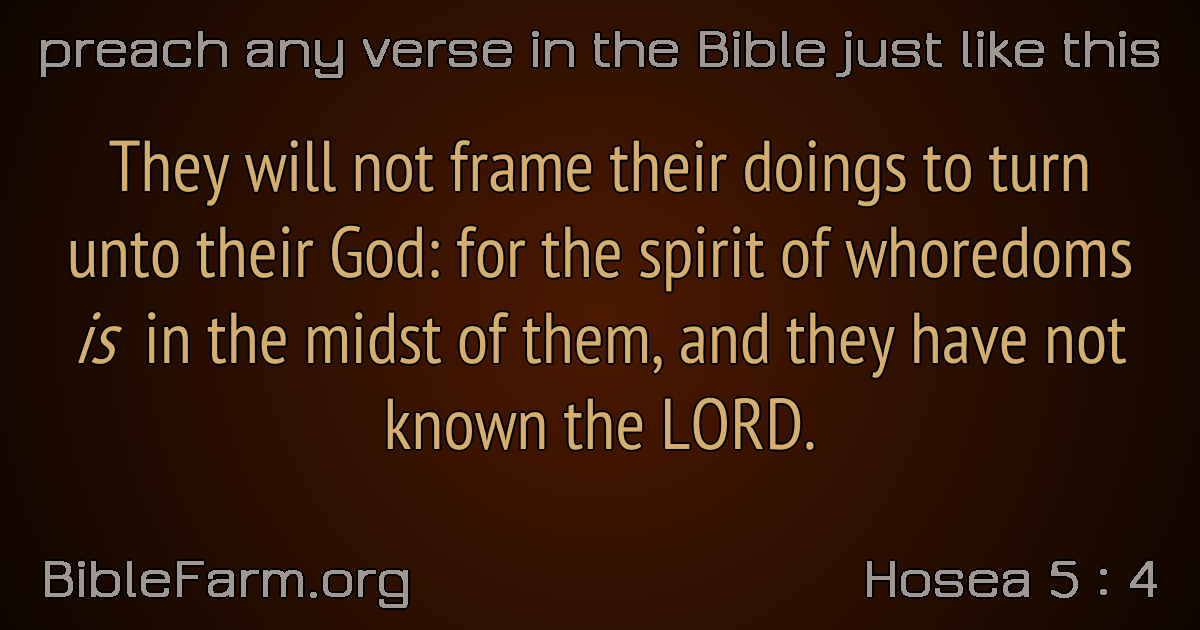 preach any verse in the Bible just like this
They will not frame their doings to turn
unto their God: for the spirit of whoredoms
is in the midst of them, and they have not
known the LORD.
BibleFarm.org
Hosea 5 : 4